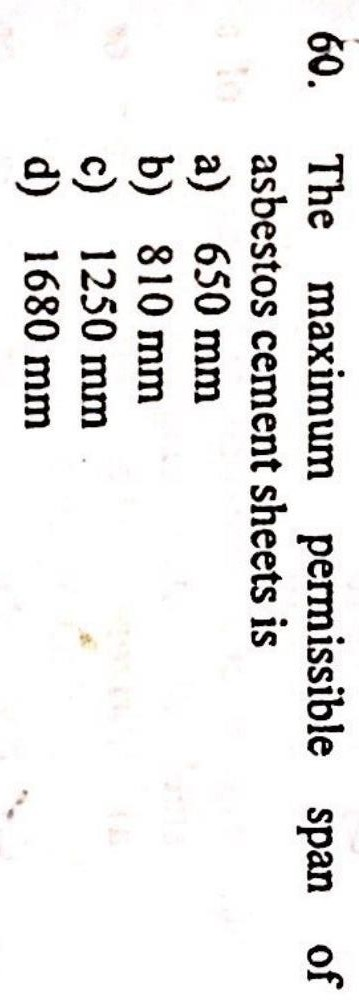 60. The maximum permissible span of
asbestos cement sheets is
a) 650 mm
b) 810 mm
c) 1250 mm
d) 1680 mm